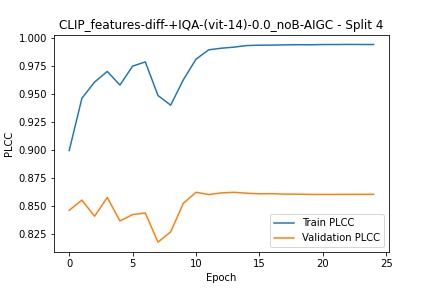 CLIP_features-diff-+IQA-(vit-14)-0.0_noB-AIGC - Split 4
1.000
0.975
0.950
0.925
0.900
0.875
0.850
0.825
PLCC
Train PLCC
Validation PLCC
0 5 10 15 20 25
Epoch